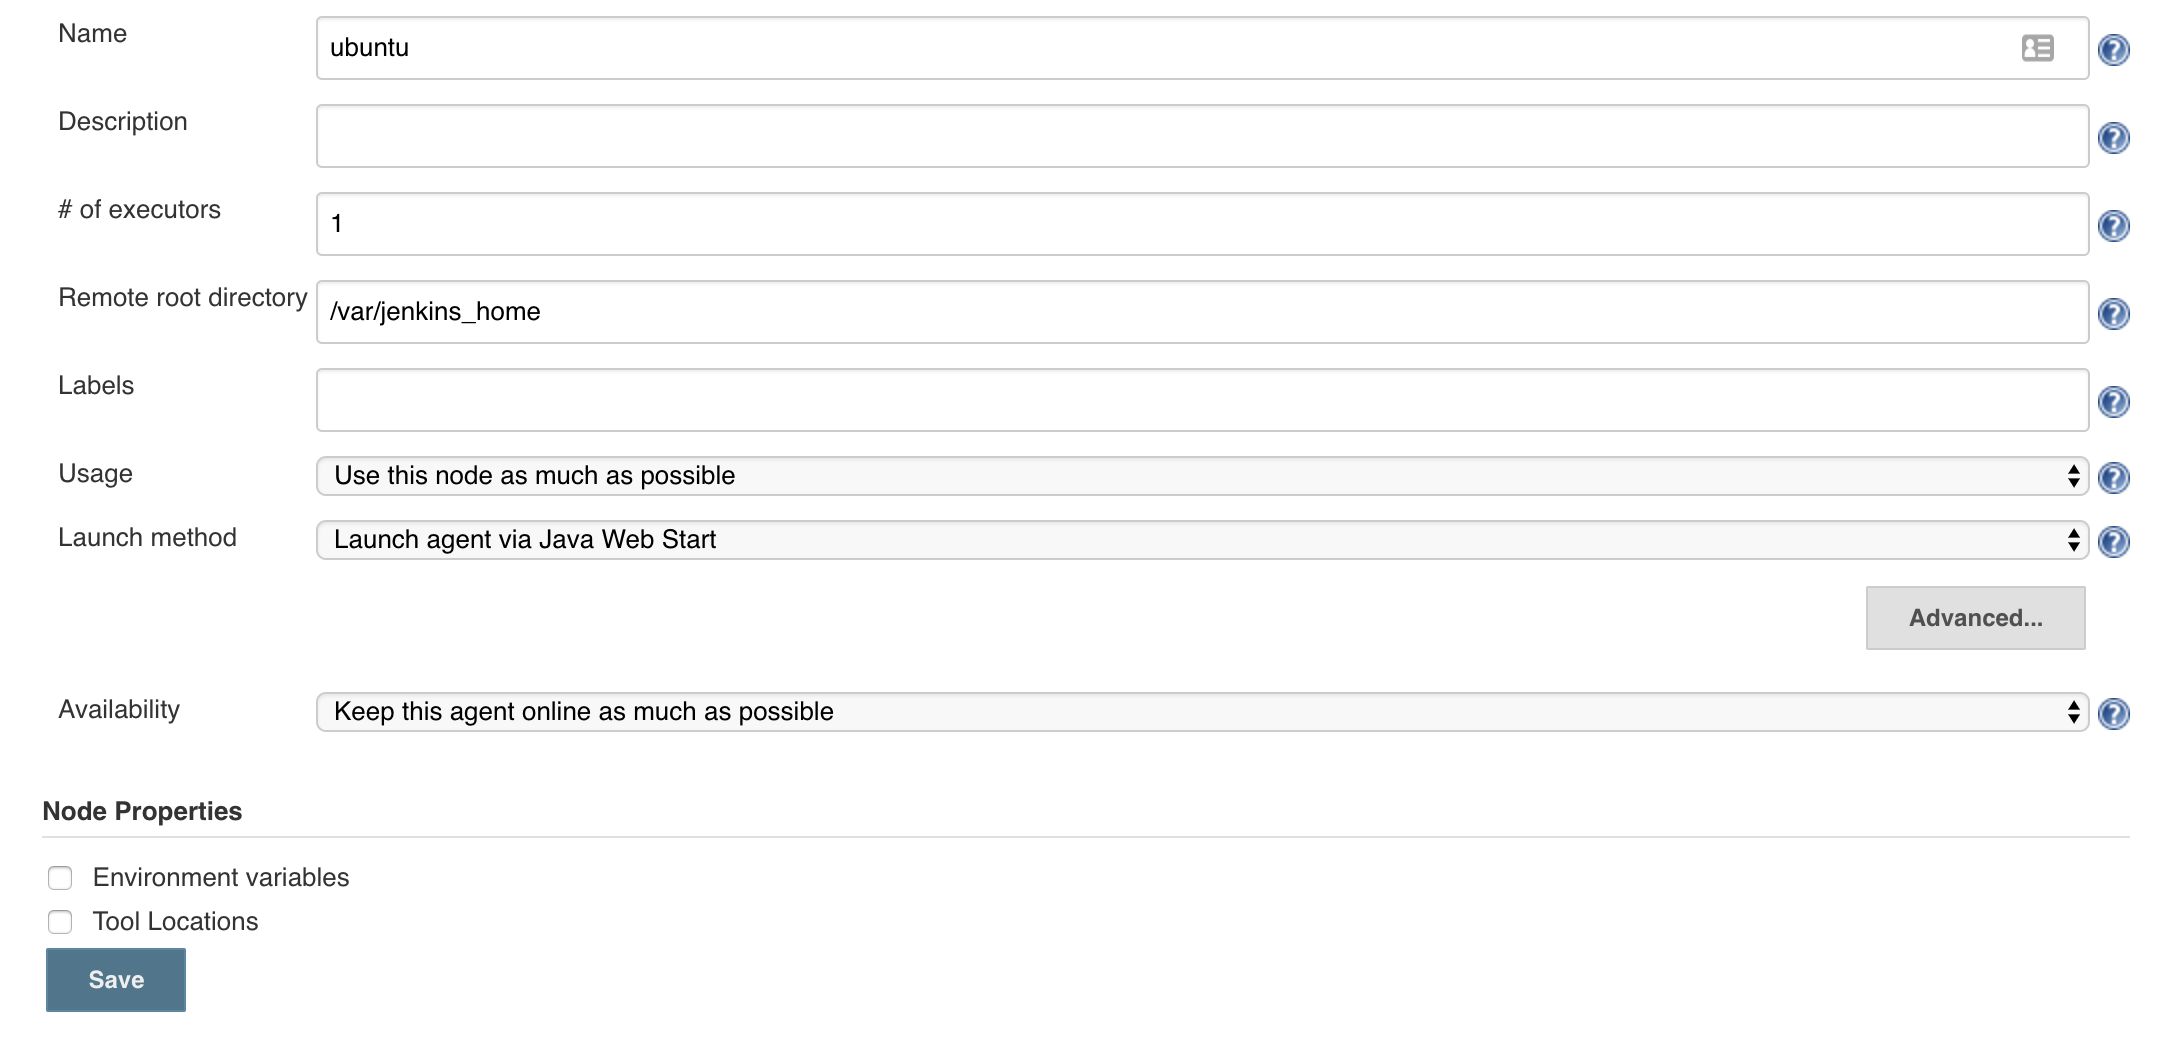 Name
ubuntu
Description
# of executors
1
Remote root directory
/var/jenkins_home
Labels
Usage
Use this node as much as possible
Launch method
Launch agent via Java Web Start
Advanced...
Availability
Keep this agent online as much as possible
Node Properties
Environment variables
Tool Locations
Save